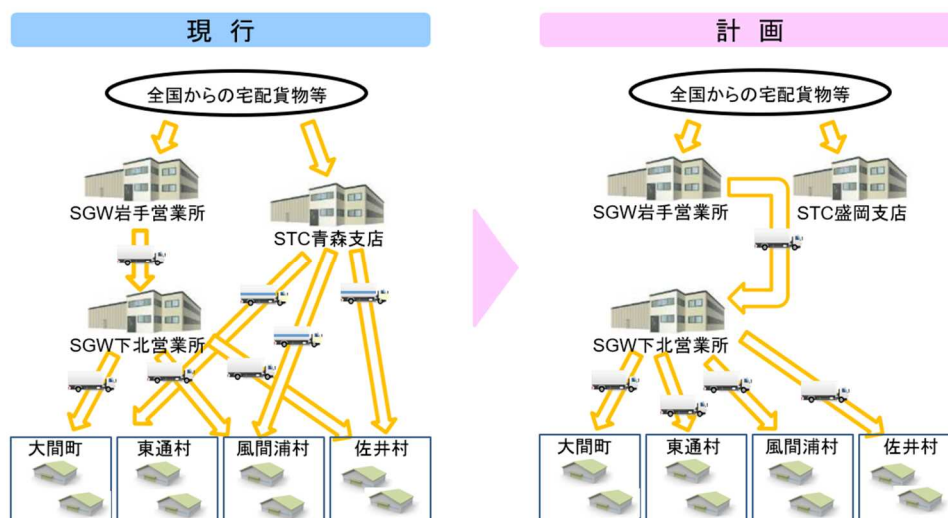 現 行
全国からの宅配貨物等
SGW岩手営業所
STC青森支店
SGW下北営業所
大間町
東通村
風間浦村
佐井村
計 画
全国からの宅配貨物等
SGW岩手営業所
STC盛岡支店
SGW下北営業所
大間町
東通村
風間浦村
佐井村